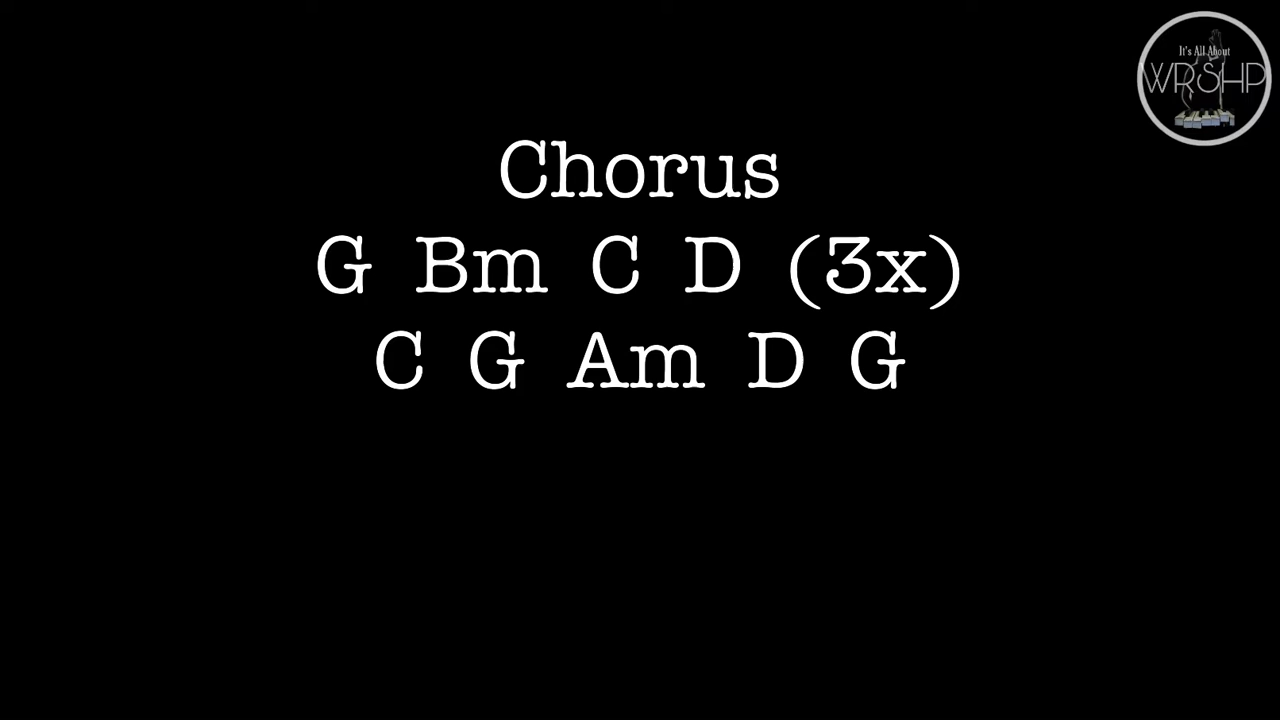 It's All About
WRSHP
Chorus
G Bm C D (3x)
C G Am D G